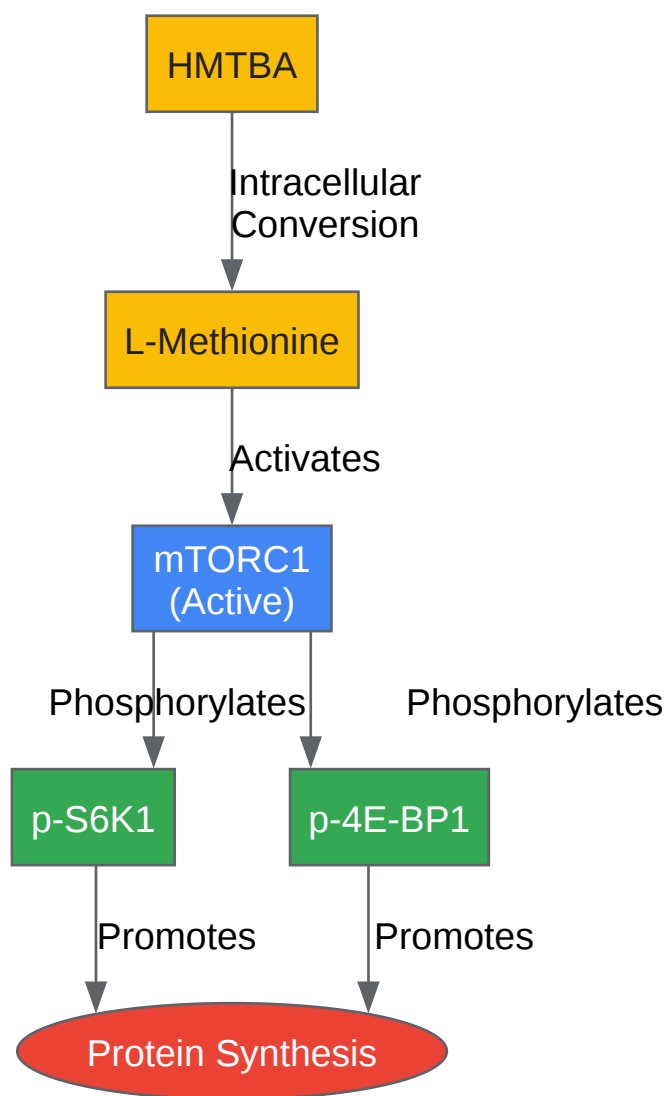 HMTBA
Intracellular
Conversion
L-Methionine
Activates
mTORC1
(Active)
Phosphorylates
Phosphorylates
p-S6K1
p-4E-BP1
Promotes
Promotes
Protein Synthesis